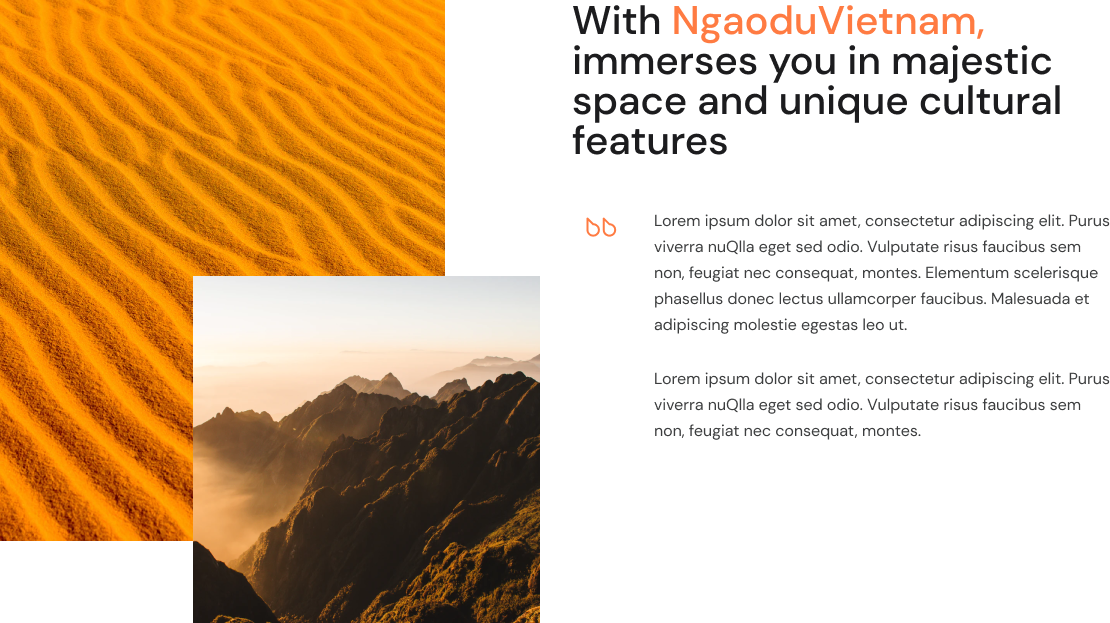 With NgaoduVietnam,
immerses you in majestic
space and unique cultural
features
Lorem ipsum dolor sit amet, consectetur adipiscing elit. Purus
viverra nuQlla eget sed odio. Vulputate risus faucibus sem
non, feugiat nec consequat, montes. Elementum scelerisque
phasellus donec lectus ullamcorper faucibus. Malesuada et
adipiscing molestie egestas leo ut.
Lorem ipsum dolor sit amet, consectetur adipiscing elit. Purus
viverra nuQlla eget sed odio. Vulputate risus faucibus sem
non, feugiat nec consequat, montes.